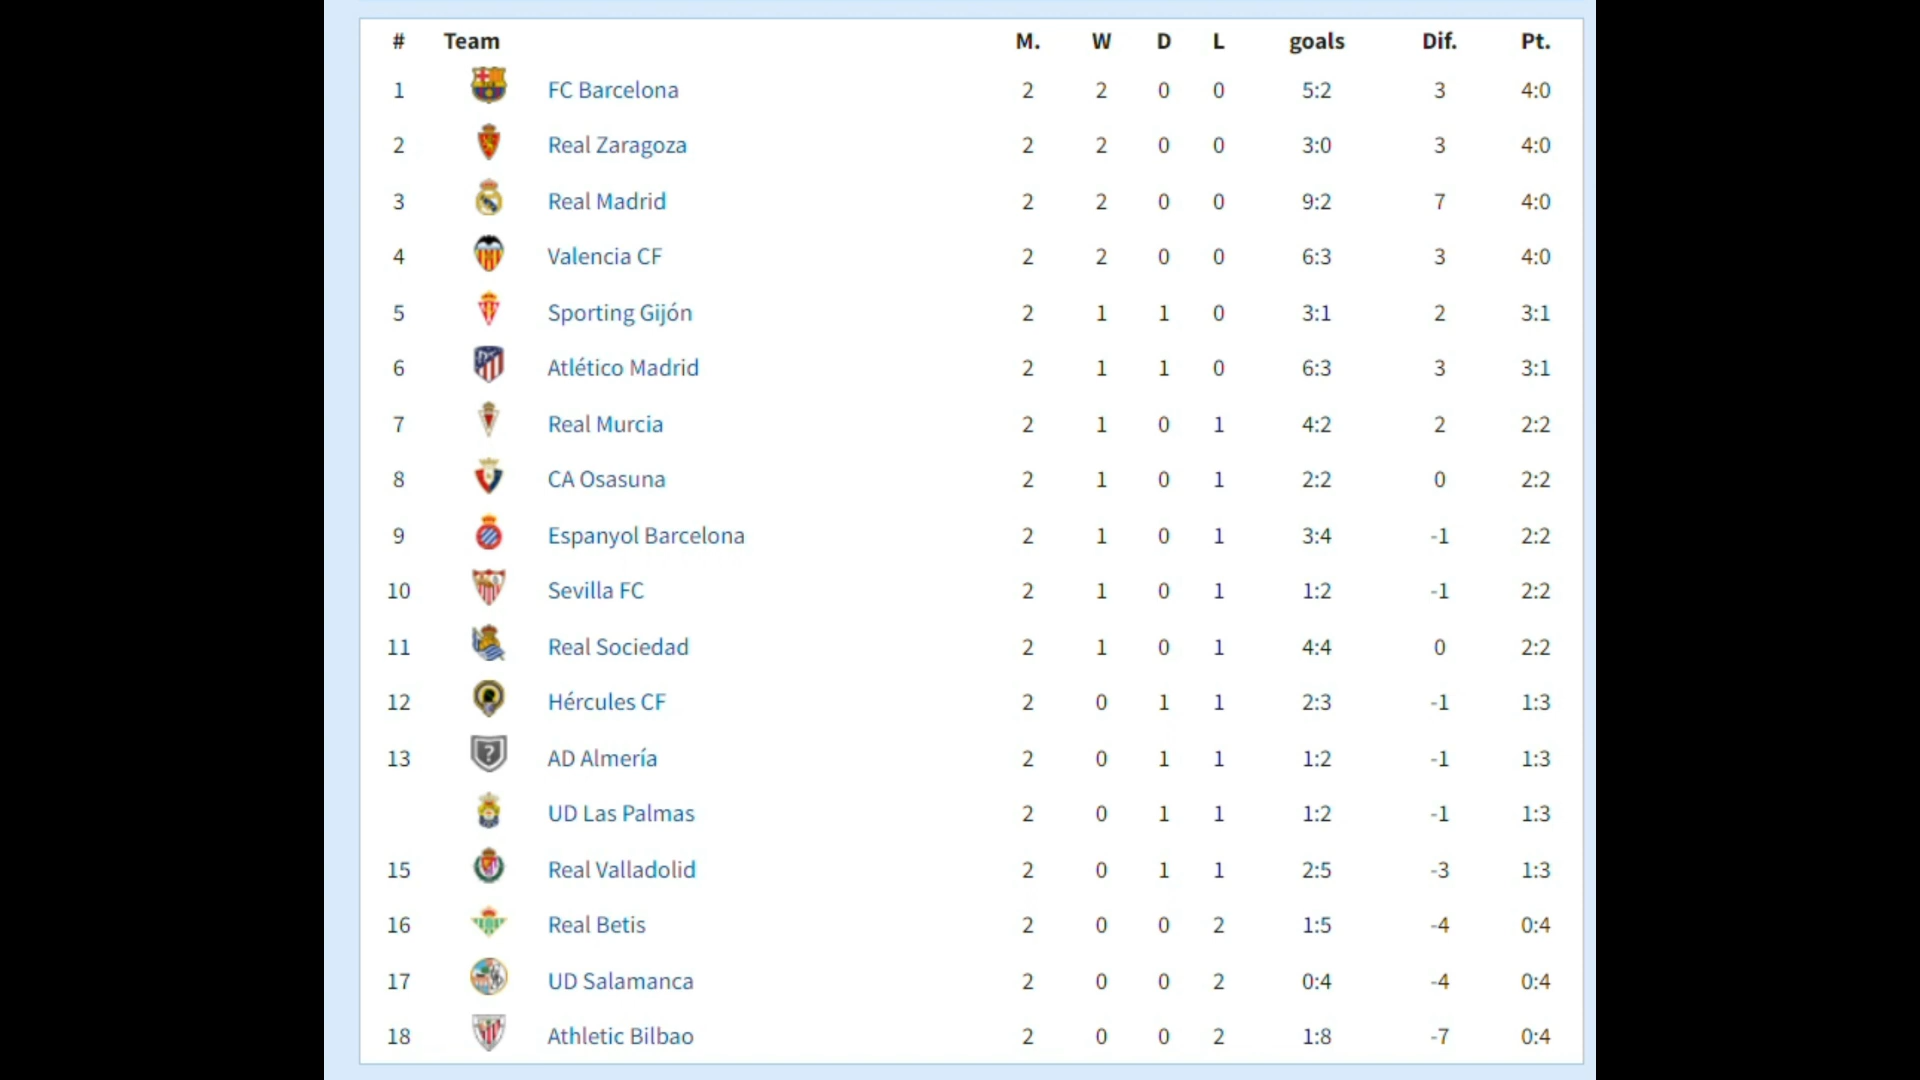 # Team M. W D L goals Dif. Pt.
1 FC Barcelona 2 2 0 0 5:2 3 4:0
2 Real Zaragoza 2 2 0 0 3:0 3 4:0
3 Real Madrid 2 2 0 0 9:2 7 4:0
4 Valencia CF 2 2 0 0 6:3 3 4:0
5 Sporting Gijón 2 1 1 0 3:1 2 3:1
6 Atlético Madrid 2 1 1 0 6:3 3 3:1
7 Real Murcia 2 1 0 1 4:2 2 2:2
8 CA Osasuna 2 1 0 1 2:2 0 2:2
9 Espanyol Barcelona 2 1 0 1 3:4 -1 2:2
10 Sevilla FC 2 1 0 1 1:2 -1 2:2
11 Real Sociedad 2 1 0 1 4:4 0 2:2
12 Hércules CF 2 0 1 1 2:3 -1 1:3
13 ? AD Almería 2 0 1 1 1:2 -1 1:3
UD Las Palmas 2 0 1 1 1:2 -1 1:3
15 Real Valladolid 2 0 1 1 2:5 -3 1:3
16 Real Betis 2 0 0 2 1:5 -4 0:4
17 UD Salamanca 2 0 0 2 0:4 -4 0:4
18 Athletic Bilbao 2 0 0 2 1:8 -7 0:4